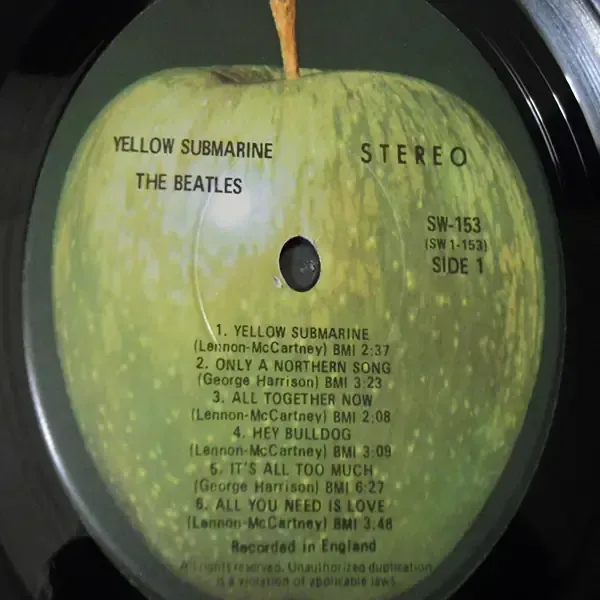 YELLOW SUBMARINE
THE BEATLES
STEREO
SW-153
(SW 1-153)
SIDE 1
1. YELLOW SUBMARINE
(Lennon-McCartney) BMI 2:37
2. ONLY A NORTHERN SONG
(George Harrison) BMI 3:23
3. ALL TOGETHER NOW
(Lennon-McCartney) BMI 2:08
4. HEY BULLDOG
(Lennon-McCartney) BMI 3:09
5. IT'S ALL TOO MUCH
(George Harrison) BMI 6:27
6. ALL YOU NEED IS LOVE
(Lennon-McCartney) BMI 3:48
Recorded in England
All rights reserved. Unauthorized duplication
is a violation of applicable laws.